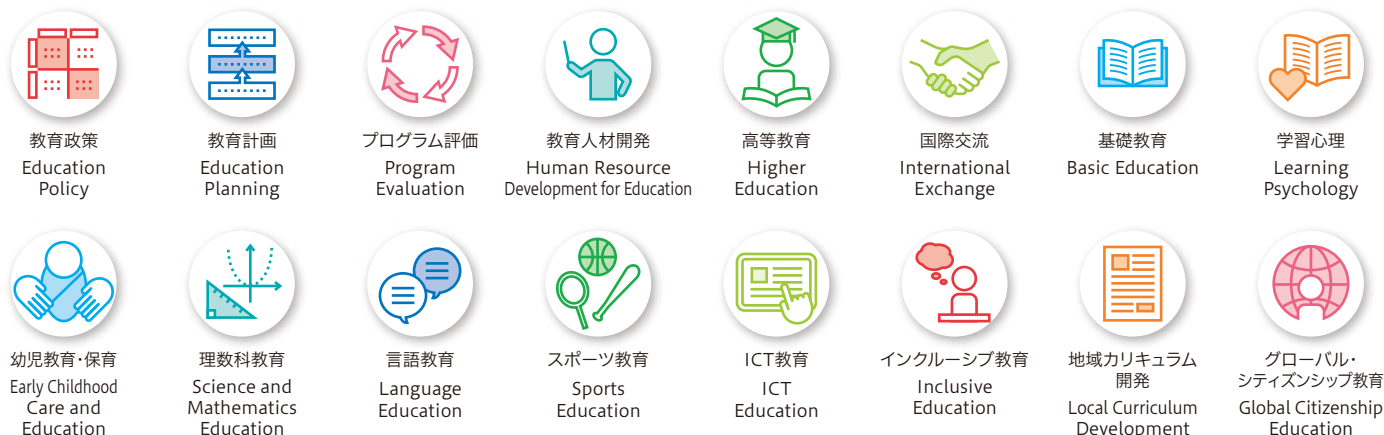 教育政策
Education
Policy
教育計画
Education
Planning
プログラム評価
Program
Evaluation
教育人材開発
Human Resource
Development for Education
高等教育
Higher
Education
国際交流
International
Exchange
基礎教育
Basic Education
学習心理
Learning
Psychology
幼児教育・保育
Early Childhood
Care and
Education
理数科教育
Science and
Mathematics
Education
言語教育
Language
Education
スポーツ教育
Sports
Education
ICT教育
ICT
Education
インクルーシブ教育
Inclusive
Education
地域カリキュラム
開発
Local Curriculum
Development
グローバル・
シティズンシップ教育
Global Citizenship
Education